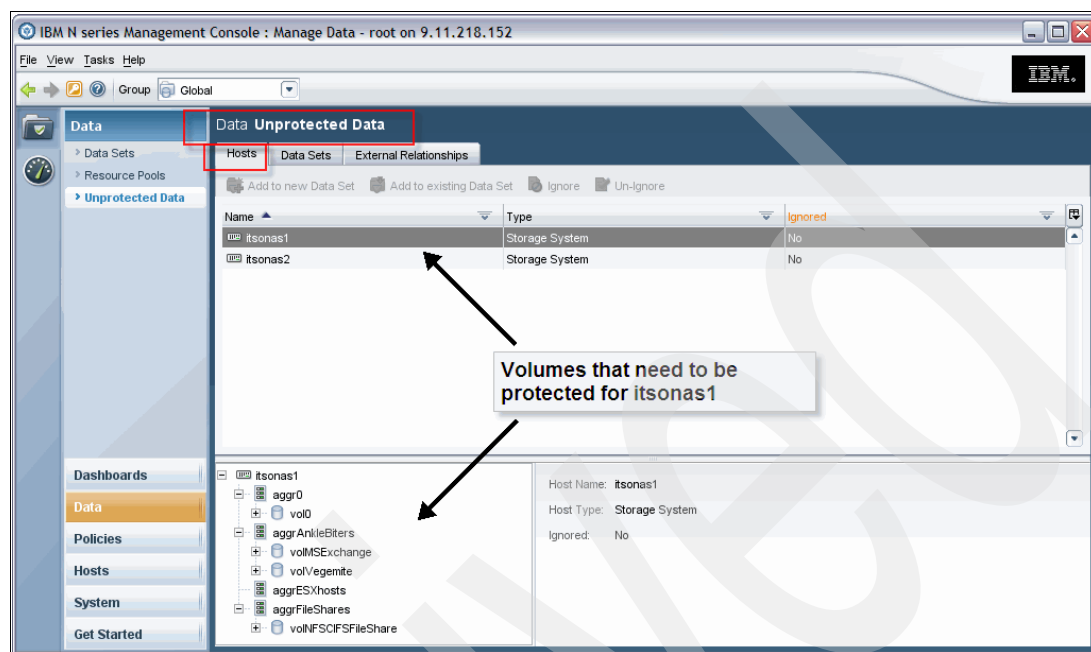 IBM N series Management Console : Manage Data - root on 9.11.218.152
File View Tasks Help
IBM.
Group Global
Data
Data Unprotected Data
Data Sets
Resource Pools
Unprotected Data
Hosts Data Sets External Relationships
Add to new Data Set Add to existing Data Set Ignore Un-Ignore
Name Type Ignored
itsonas1 Storage System No
itsonas2 Storage System No
Volumes that need to be
protected for itsonas1
Dashboards
Data
Policies
Hosts
System
Get Started
itsonas1
aggr0
vol0
aggrAnkleBiters
volMSExchange
volVegemite
aggrESXhosts
aggrFileShares
volNFSCIFSFileShare
Host Name: itsonas1
Host Type: Storage System
Ignored: No